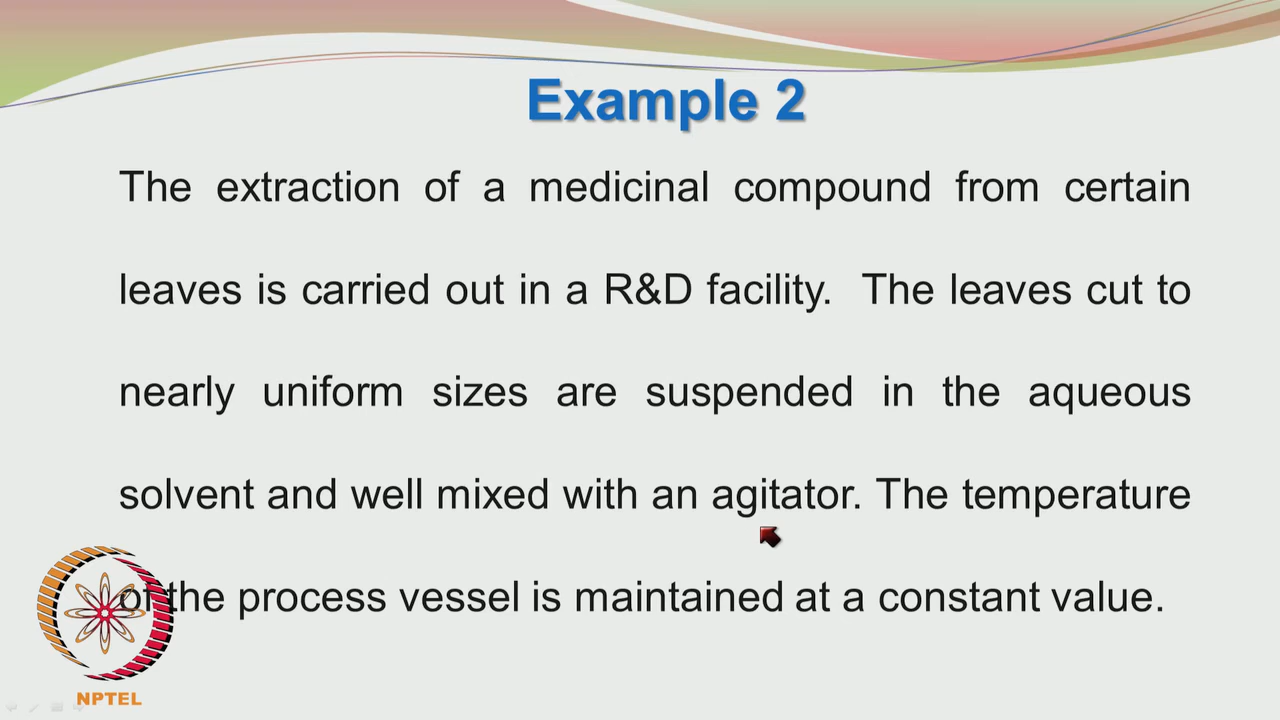 Example 2
The extraction of a medicinal compound from certain
leaves is carried out in a R&D facility. The leaves cut to
nearly uniform sizes are suspended in the aqueous
solvent and well mixed with an agitator. The temperature
of the process vessel is maintained at a constant value.
NPTEL